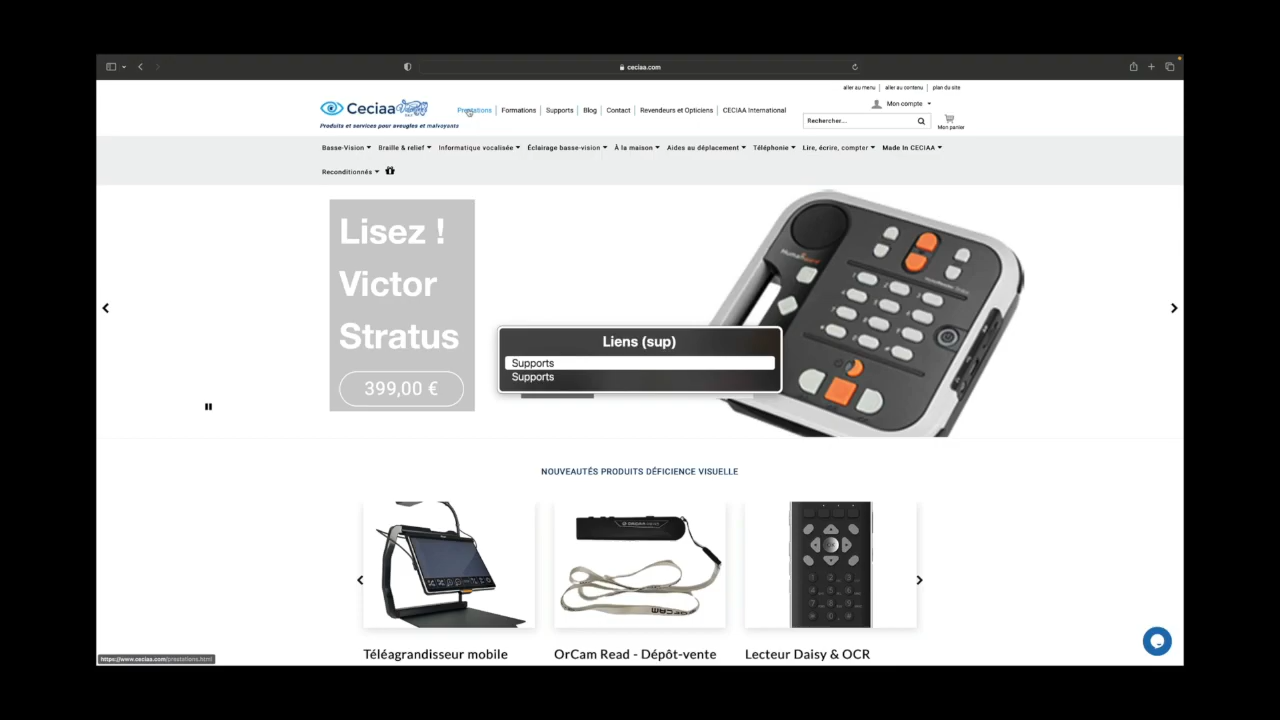 ceciaa.com
aller au menu | aller au contenu | plan du site
Ceciaa
Produits et services pour aveugles et malvoyants
Prestations | Formations | Supports | Blog | Contact | Revendeurs et Opticiens | CECIAA International
Mon compte
Rechercher...
Mon panier
Basse-Vision Braille & relief Informatique vocalisée Éclairage basse-vision À la maison Aides au déplacement Téléphonie Lire, écrire, compter Made In CECIAA
Reconditionnés
Lisez !
Victor
Stratus
399,00 €
Liens (sup)
Supports
Supports
NOUVEAUTÉS PRODUITS DÉFICIENCE VISUELLE
Téléagrandisseur mobile
OrCam Read - Dépôt-vente
Lecteur Daisy & OCR
https://www.ceciaa.com/prestations.html